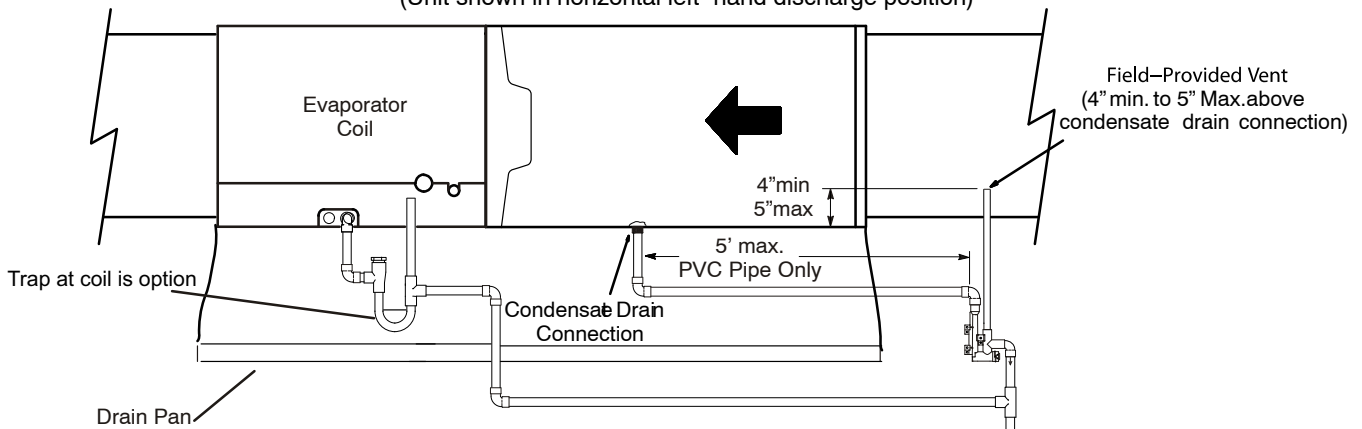 (Unit shown in horizontal left-hand discharge position)
Evaporator
Coil
Field–Provided Vent
(4” min. to 5” Max.above
condensate drain connection)
4”min
5”max
5’ max.
PVC Pipe Only
Trap at coil is option
Condensate Drain
Connection
Drain Pan